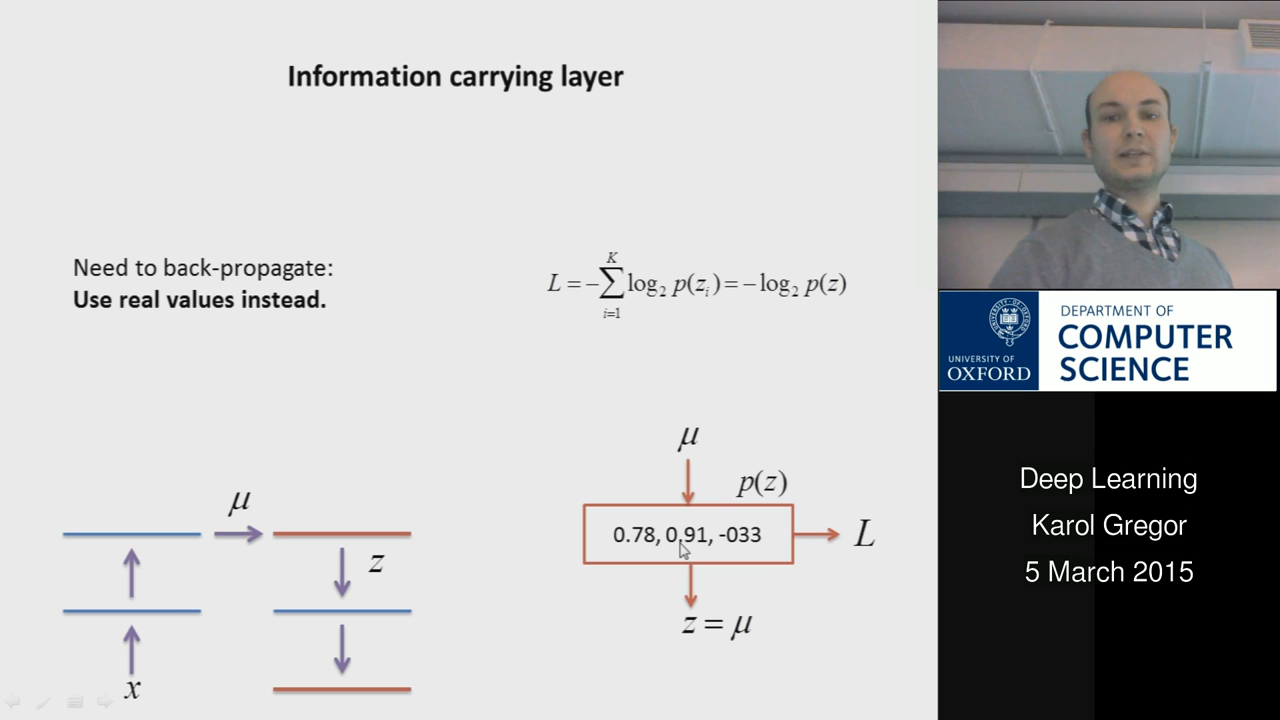 Information carrying layer
Need to back-propagate:
Use real values instead.
L = −∑_{i=1}^{K} log₂ p(z_i) = −log₂ p(z)
μ
p(z)
0.78, 0.91, -033
L
z = μ
μ
z
x
UNIVERSITY OF
OXFORD
DEPARTMENT OF
COMPUTER
SCIENCE
Deep Learning
Karol Gregor
5 March 2015